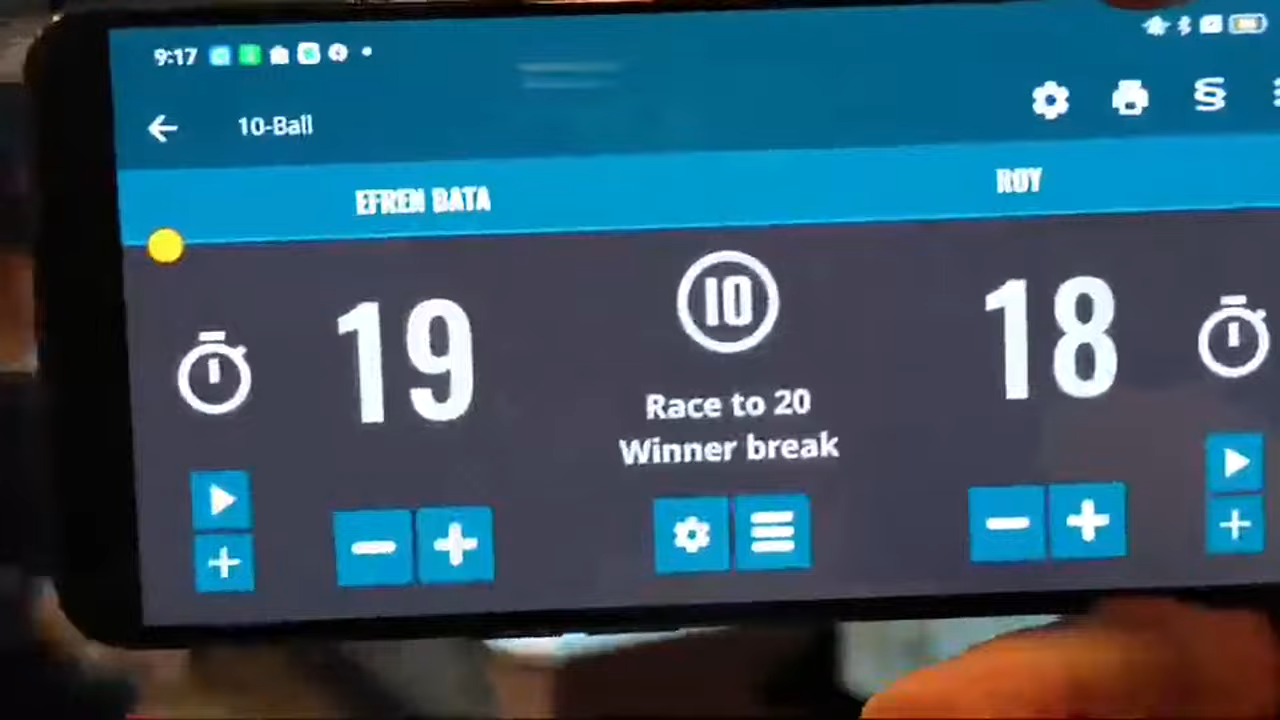 9:17
10-Ball
§
EFREN BATA
ROY
19
10
18
Race to 20
Winner break